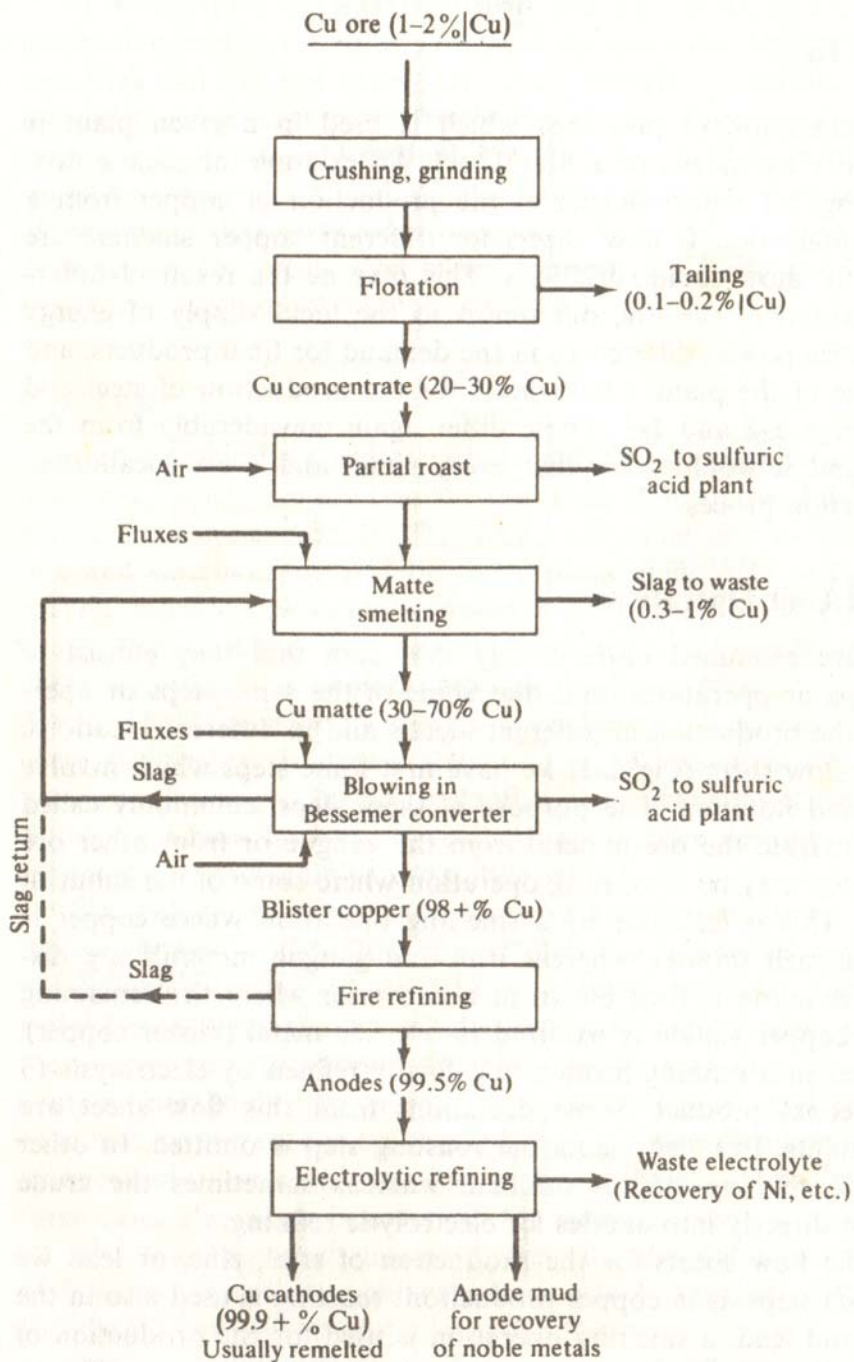 Cu ore (1–2%|Cu)
Crushing, grinding
Flotation
Tailing
(0.1–0.2%|Cu)
Cu concentrate (20–30% Cu)
Air
Partial roast
SO2 to sulfuric
acid plant
Fluxes
Matte
smelting
Slag to waste
(0.3–1% Cu)
Cu matte (30–70% Cu)
Fluxes
Slag
Blowing in
Bessemer converter
SO2 to sulfuric
acid plant
Air
Slag return
Blister copper (98+% Cu)
Slag
Fire refining
Anodes (99.5% Cu)
Electrolytic refining
Waste electrolyte
(Recovery of Ni, etc.)
Cu cathodes
(99.9+% Cu)
Usually remelted
Anode mud
for recovery
of noble metals